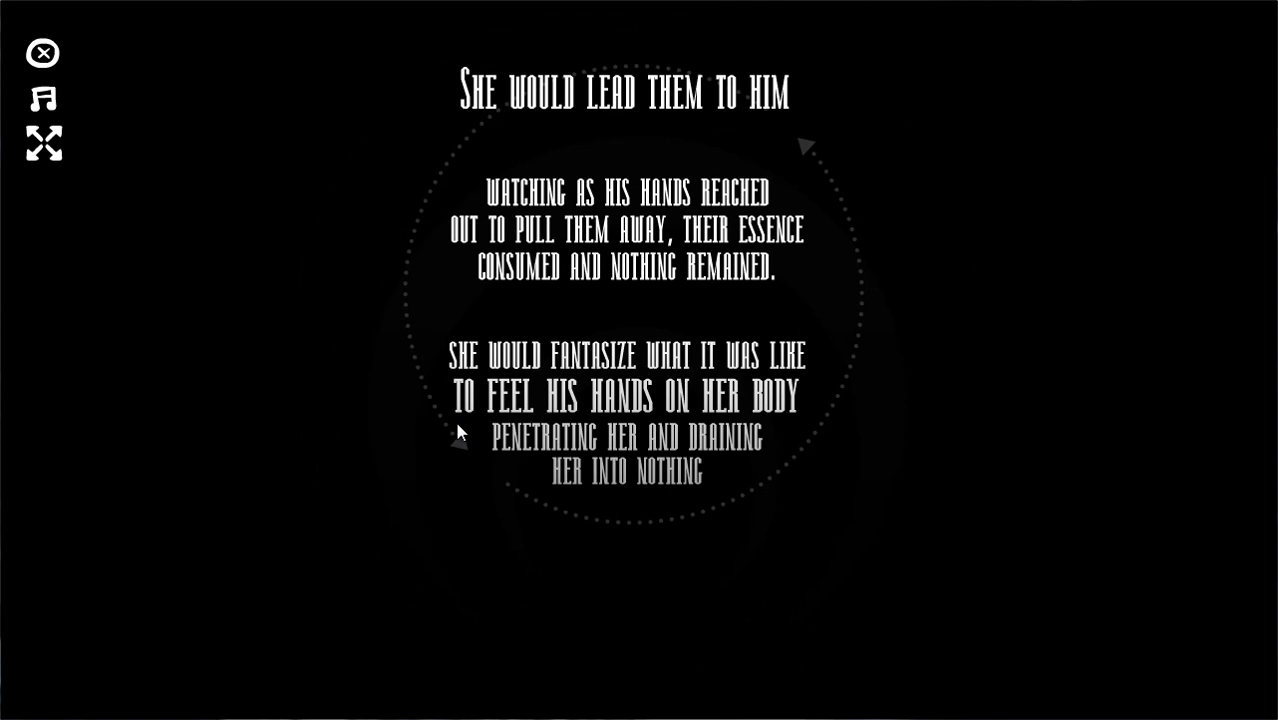 She would lead them to him
watching as his hands reached
out to pull them away, their essence
consumed and nothing remained.
she would fantasize what it was like
to feel his hands on her body
penetrating her and draining
her into nothing